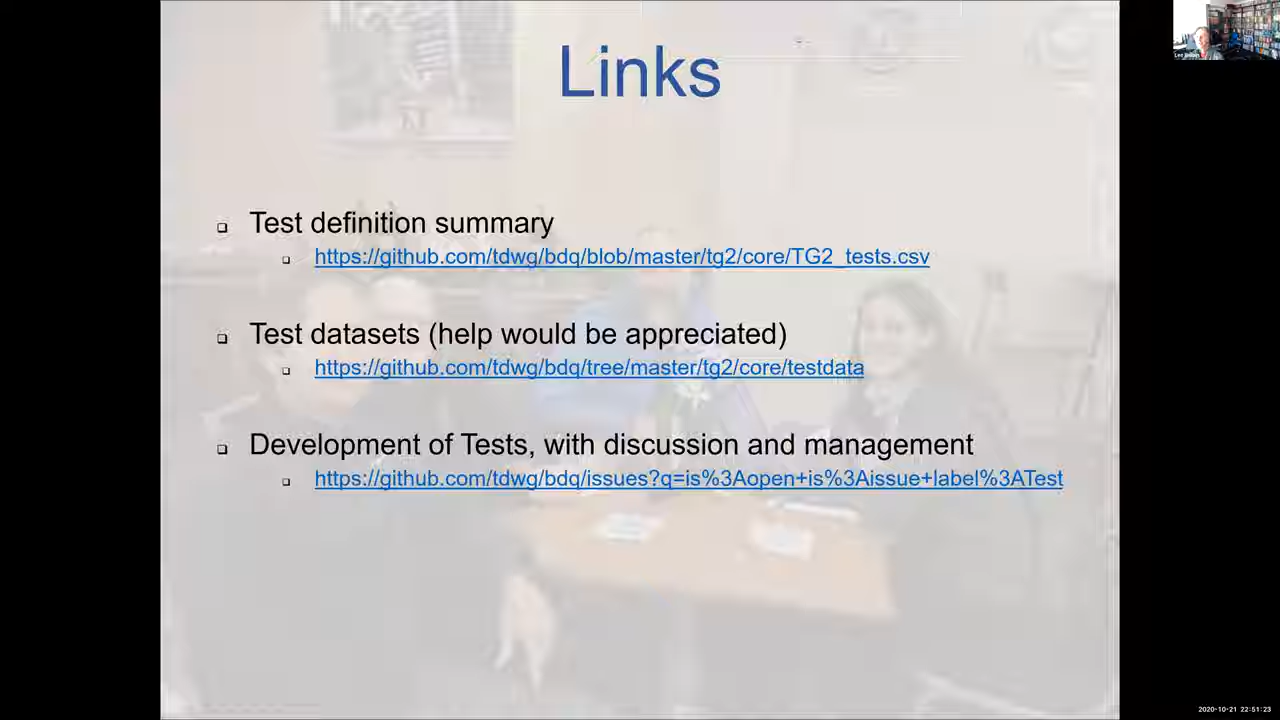 Links
Test definition summary
https://github.com/tdwg/bdq/blob/master/tg2/core/TG2_tests.csv
Test datasets (help would be appreciated)
https://github.com/tdwg/bdq/tree/master/tg2/core/testdata
Development of Tests, with discussion and management
https://github.com/tdwg/bdq/issues?q=is%3Aopen+is%3Aissue+label%3ATest
2020-10-21 22:51:23